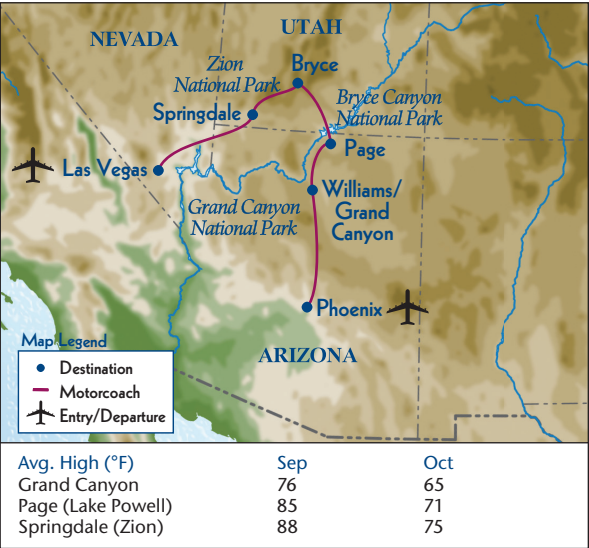 NEVADA
UTAH
Zion
National Park
Bryce
Springdale
Bryce Canyon
National Park
Page
Las Vegas
Grand Canyon
National Park
Williams/
Grand
Canyon
Phoenix
ARIZONA
Map Legend
Destination
Motorcoach
Entry/Departure
Avg. High (°F) Sep Oct
Grand Canyon 76 65
Page (Lake Powell) 85 71
Springdale (Zion) 88 75